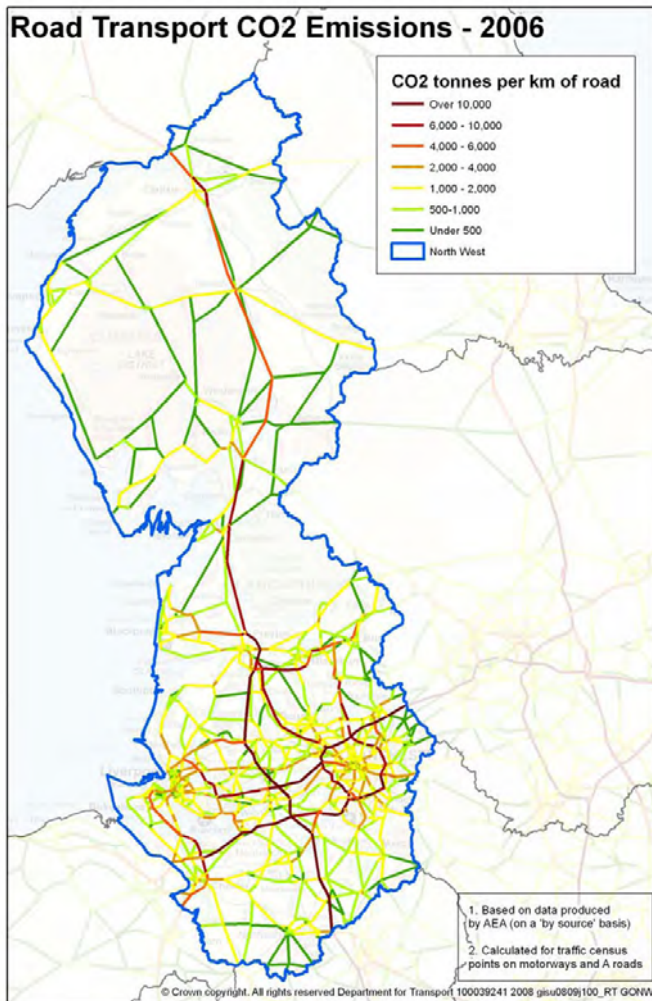 Road Transport CO2 Emissions - 2006
CO2 tonnes per km of road
Over 10,000
6,000 - 10,000
4,000 - 6,000
2,000 - 4,000
1,000 - 2,000
500-1,000
Under 500
North West
1. Based on data produced
by AEA (on a 'by source' basis)
2. Calculated for traffic census
points on motorways and A roads
© Crown copyright. All rights reserved Department for Transport 100039241 2008 gisu0809j100_RT GONW